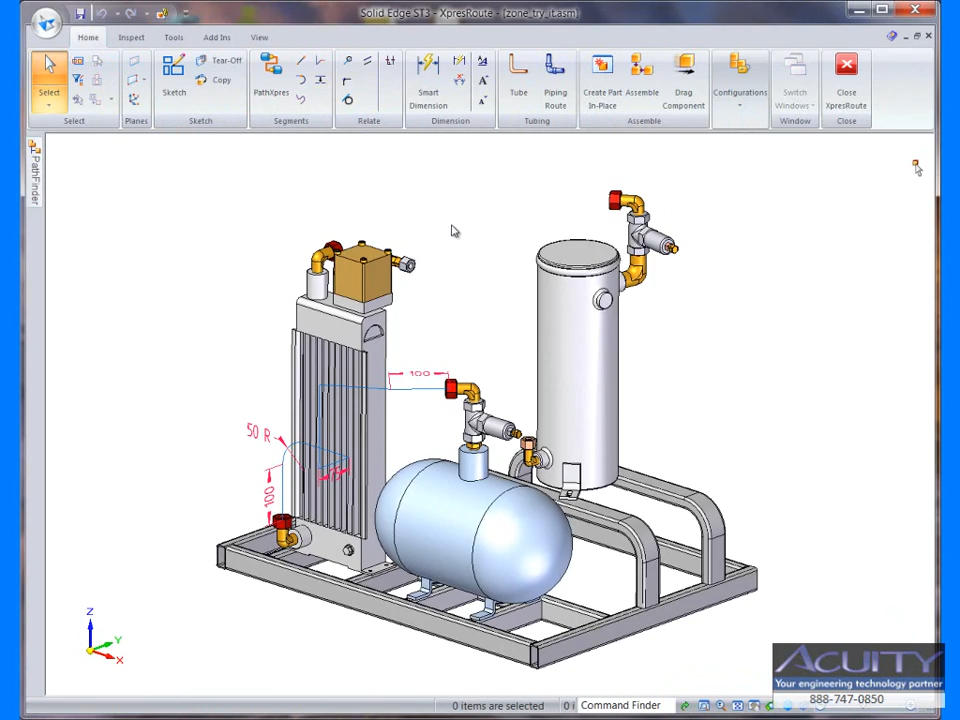 Solid Edge ST3 - XpresRoute - [zone_try_it.asm]
Home Inspect Tools Add Ins View
Select
Sketch
Tear-Off
Copy
PathXpres
Smart Dimension
Tube
Piping Route
Create Part In-Place
Assemble
Drag Component
Configurations
Switch Windows
Close XpresRoute
Select Planes Sketch Segments Relate Dimension Tubing Assemble Window Close
PathFinder
100
50 R
75
100
Z
Y
X
ACUITY
Your engineering technology partner
888-747-0850
0 items are selected
0 i
Command Finder